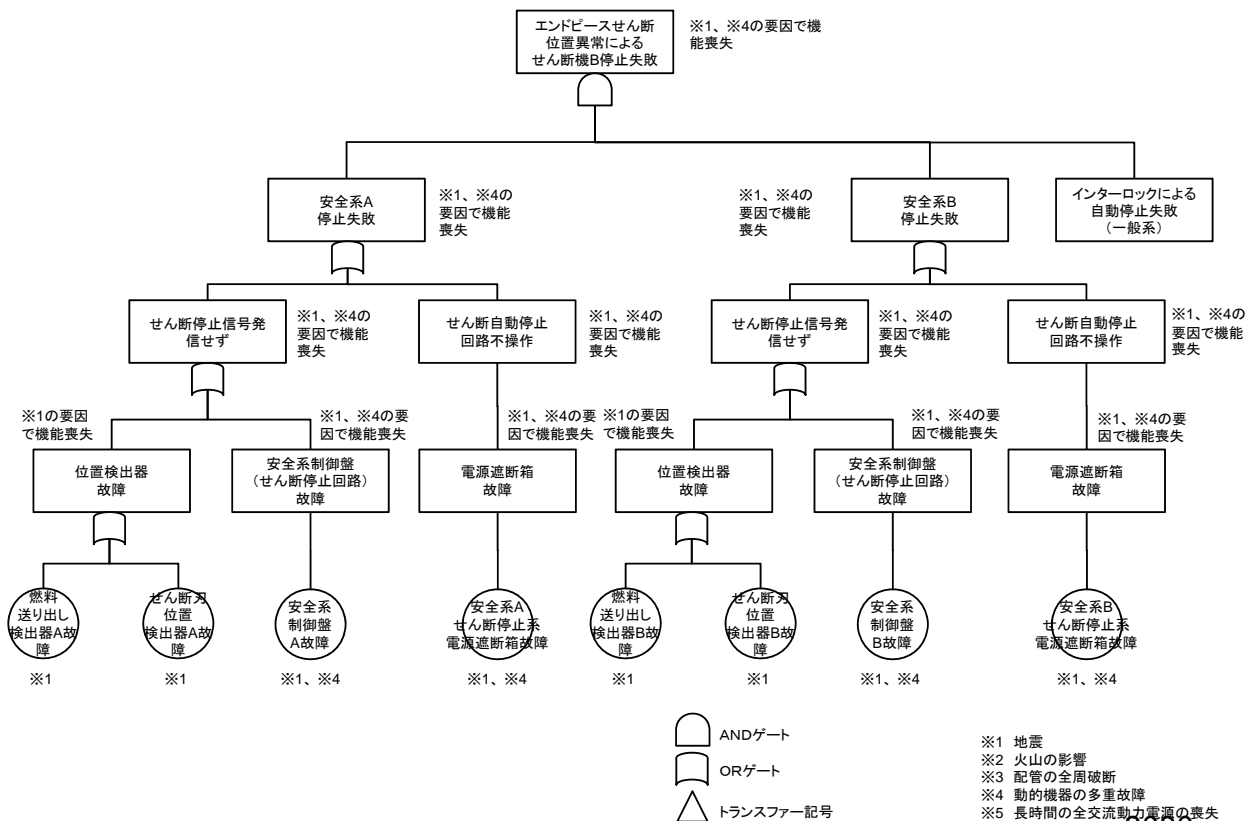 エンドピースせん断
位置異常による
せん断機B停止失敗
※1、※4の要因で機
能喪失
安全系A
停止失敗
※1、※4の
要因で機能
喪失
※1、※4の
要因で機能
喪失
安全系B
停止失敗
インターロックによる
自動停止失敗
(一般系)
せん断停止信号発
信せず
※1、※4の
要因で機能
喪失
せん断自動停止
回路不操作
※1、※4の
要因で機能
喪失
せん断停止信号発
信せず
※1、※4の
要因で機能
喪失
せん断自動停止
回路不操作
※1、※4の
要因で機能
喪失
※1の要因
で機能喪失
位置検出器
故障
※1、※4の要
因で機能喪失
安全系制御盤
(せん断停止回路)
故障
※1、※4の要
因で機能喪失
電源遮断箱
故障
※1の要因
で機能喪失
位置検出器
故障
※1、※4の要
因で機能喪失
安全系制御盤
(せん断停止回路)
故障
※1、※4の要
因で機能喪失
電源遮断箱
故障
燃料
送り出し
検出器A故
障
せん断刃
位置
検出器A故
障
安全系
制御盤
A故障
安全系A
せん断停止系
電源遮断箱故障
燃料
送り出し
検出器B故
障
せん断刃
位置
検出器B故
障
安全系
制御盤
B故障
安全系B
せん断停止系
電源遮断箱故障
※1
※1
※1、※4
※1、※4
※1
※1
※1、※4
※1、※4
ANDゲート
ORゲート
トランスファー記号
※1 地震
※2 火山の影響
※3 配管の全周破断
※4 動的機器の多重故障
※5 長時間の全交流動力電源の喪失